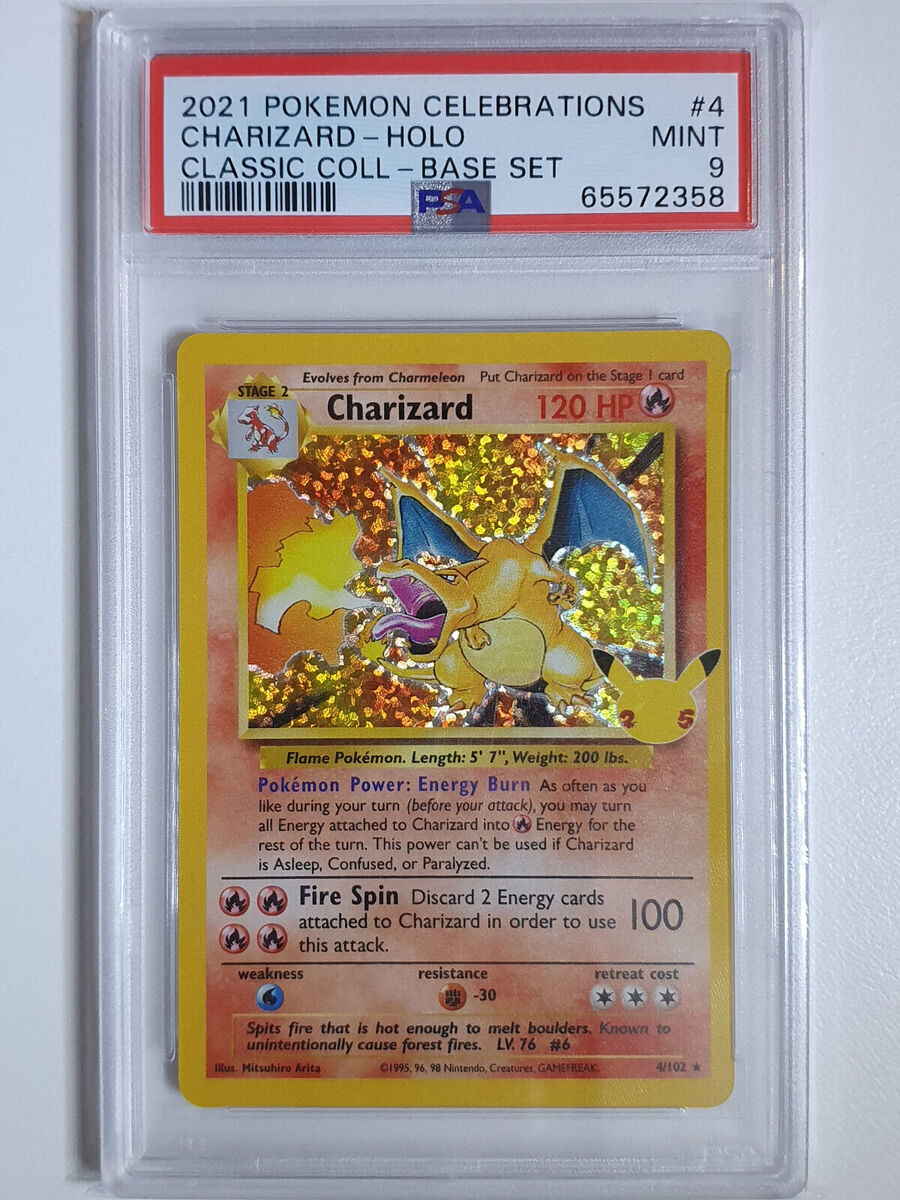 2021 POKEMON CELEBRATIONS #4
CHARIZARD - HOLO MINT
CLASSIC COLL - BASE SET 9
PSA 65572358
Evolves from Charmeleon Put Charizard on the Stage 1 card
STAGE 2
Charizard 120 HP
25
Flame Pokémon. Length: 5' 7", Weight: 200 lbs.
Pokémon Power: Energy Burn As often as you
like during your turn (before your attack), you may turn
all Energy attached to Charizard into Energy for the
rest of the turn. This power can't be used if Charizard
is Asleep, Confused, or Paralyzed.
Fire Spin Discard 2 Energy cards
attached to Charizard in order to use 100
this attack.
weakness resistance retreat cost
-30
Spits fire that is hot enough to melt boulders. Known to
unintentionally cause forest fires. LV. 76 #6
Illus. Mitsuhiro Arita ©1995, 96, 98 Nintendo, Creatures, GAMEFREAK. 4/102 ★